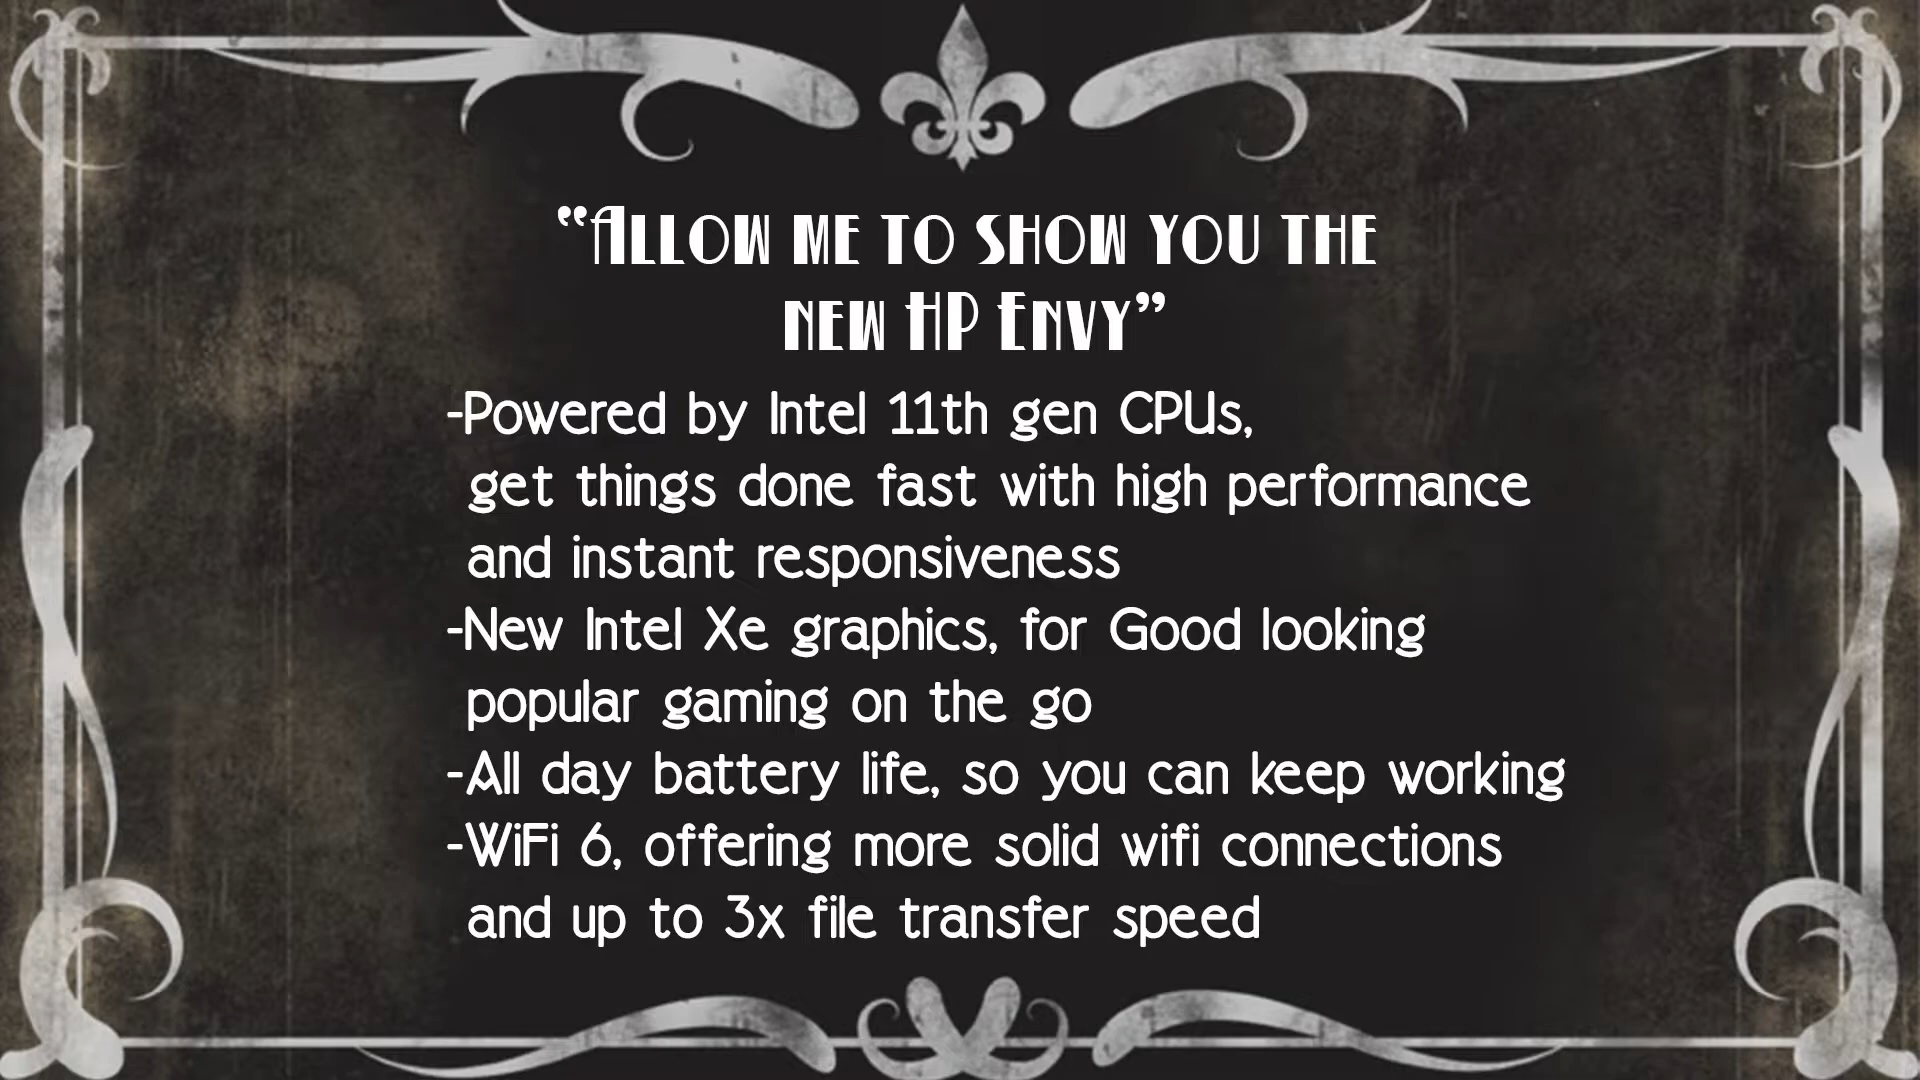 “Allow me to show you the
new HP Envy”
-Powered by Intel 11th gen CPUs,
get things done fast with high performance
and instant responsiveness
-New Intel Xe graphics, for Good looking
popular gaming on the go
-All day battery life, so you can keep working
-WiFi 6, offering more solid wifi connections
and up to 3x file transfer speed